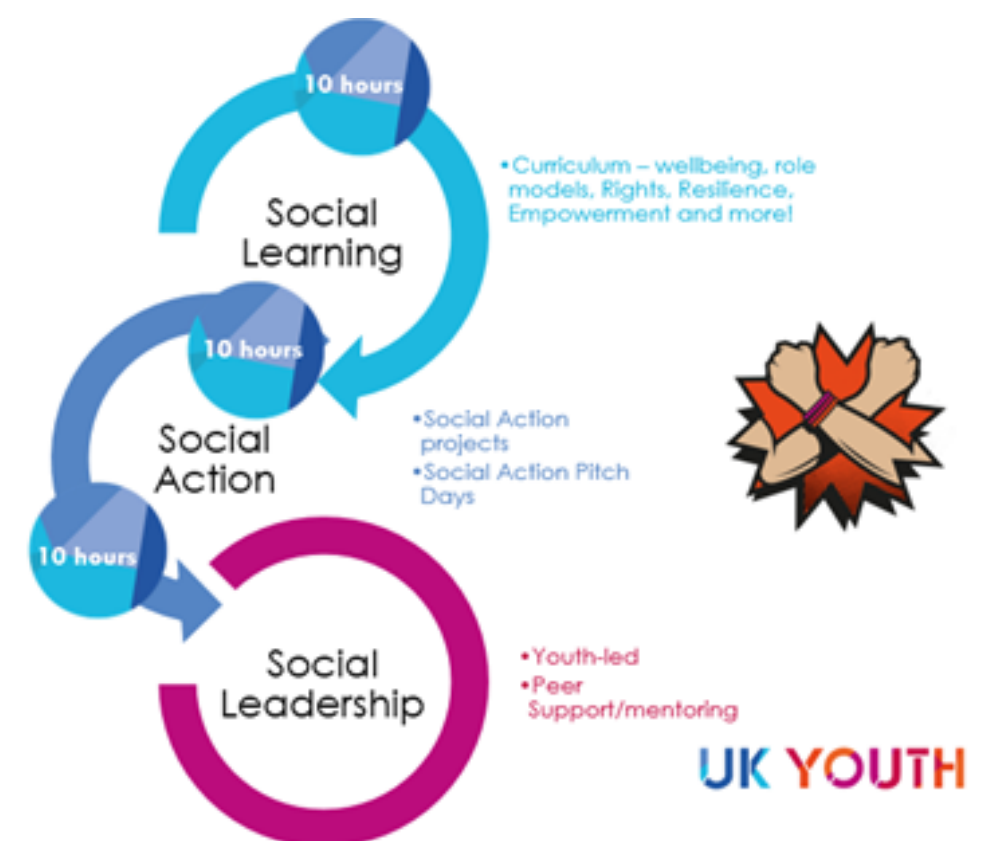 10 hours
Social
Learning
•Curriculum – wellbeing, role
models, Rights, Resilience,
Empowerment and more!
10 hours
Social
Action
•Social Action
projects
•Social Action Pitch
Days
10 hours
Social
Leadership
•Youth-led
•Peer
Support/mentoring
UK YOUTH